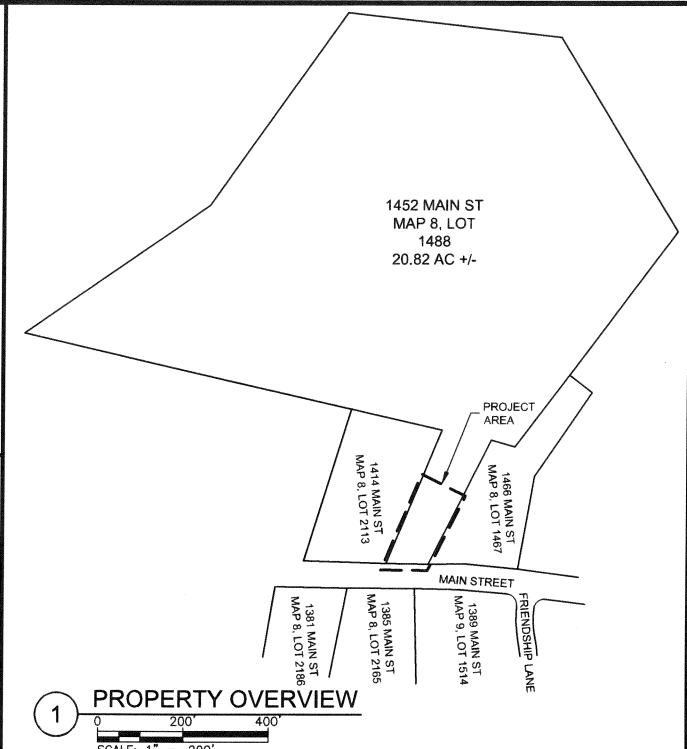 1452 MAIN ST
MAP 8, LOT
1488
20.82 AC +/-
PROJECT
AREA
1414 MAIN ST
MAP 8, LOT 2113
1466 MAIN ST
MAP 8, LOT 1467
MAIN STREET
1381 MAIN ST
MAP 8, LOT 2186
1385 MAIN ST
MAP 8, LOT 2165
1389 MAIN ST
MAP 9, LOT 1514
FRIENDSHIP LANE
1 PROPERTY OVERVIEW
0 200' 400'
SCALE: 1" = 200'